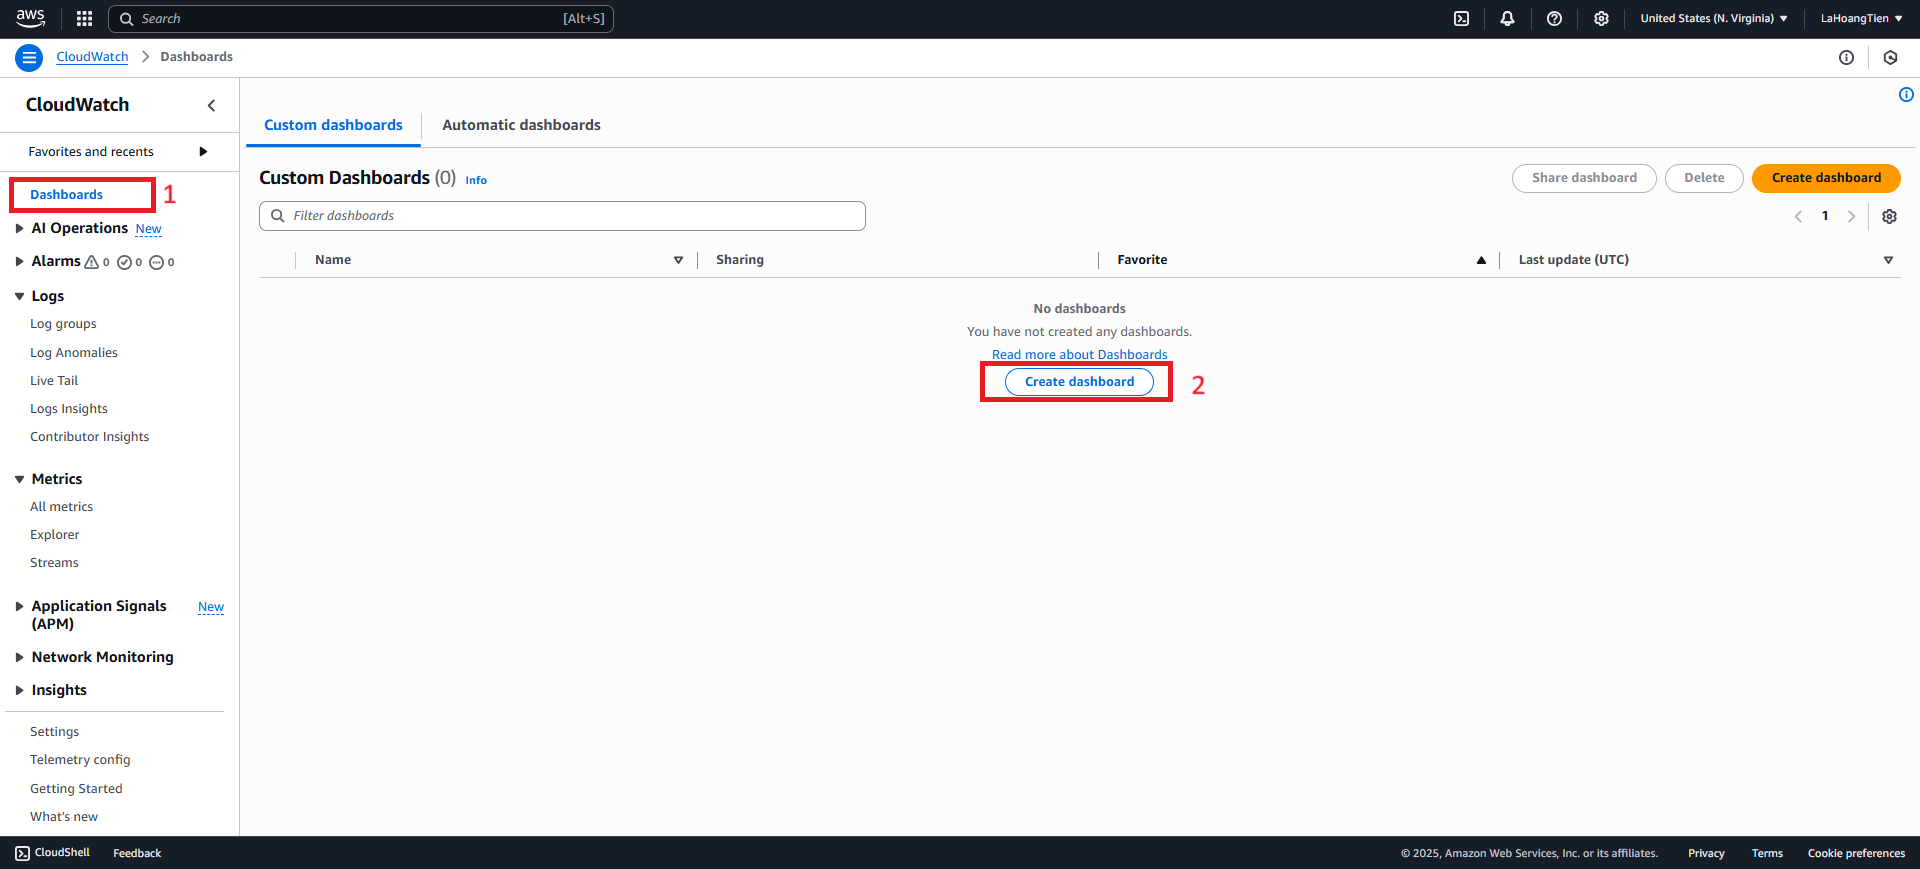 aws Search [Alt+S] United States (N. Virginia) LaHoangTien
CloudWatch Dashboards
CloudWatch
Favorites and recents
Dashboards 1
AI Operations New
Alarms 0 0 0
Logs
Log groups
Log Anomalies
Live Tail
Logs Insights
Contributor Insights
Metrics
All metrics
Explorer
Streams
Application Signals (APM) New
Network Monitoring
Insights
Settings
Telemetry config
Getting Started
What's new
Custom dashboards Automatic dashboards
Custom Dashboards (0) Info Share dashboard Delete Create dashboard
Filter dashboards 1
Name Sharing Favorite Last update (UTC)
No dashboards
You have not created any dashboards.
Read more about Dashboards
Create dashboard 2
CloudShell Feedback © 2025, Amazon Web Services, Inc. or its affiliates. Privacy Terms Cookie preferences